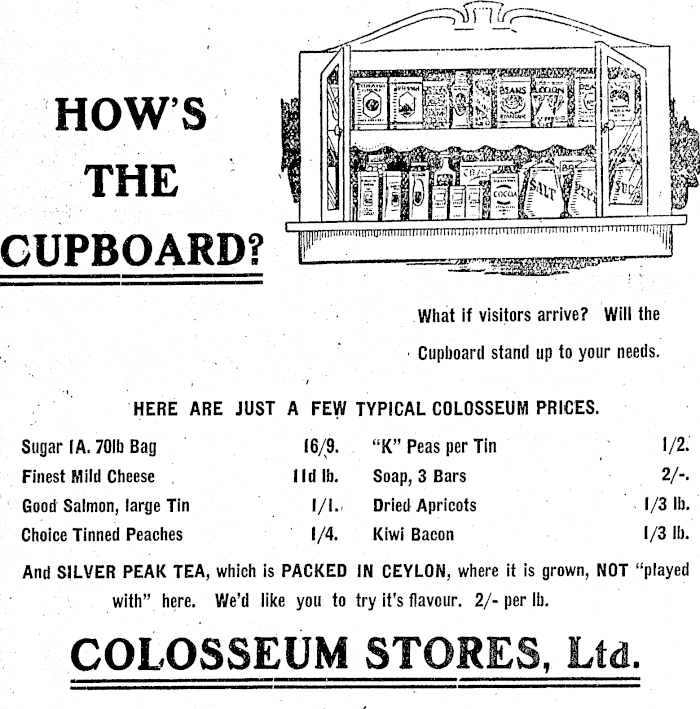 HOW'S
THE
CUPBOARD?
BEANS
COCOA
SALT
What if visitors arrive? Will the
Cupboard stand up to your needs.
HERE ARE JUST A FEW TYPICAL COLOSSEUM PRICES.
Sugar 1A. 70lb Bag 16/9.
Finest Mild Cheese 11d lb.
Good Salmon, large Tin 1/1.
Choice Tinned Peaches 1/4.
"K" Peas per Tin 1/2.
Soap, 3 Bars 2/-.
Dried Apricots 1/3 lb.
Kiwi Bacon 1/3 lb.
And SILVER PEAK TEA, which is PACKED IN CEYLON, where it is grown, NOT "played
with" here. We'd like you to try it's flavour. 2/- per lb.
COLOSSEUM STORES, Ltd.